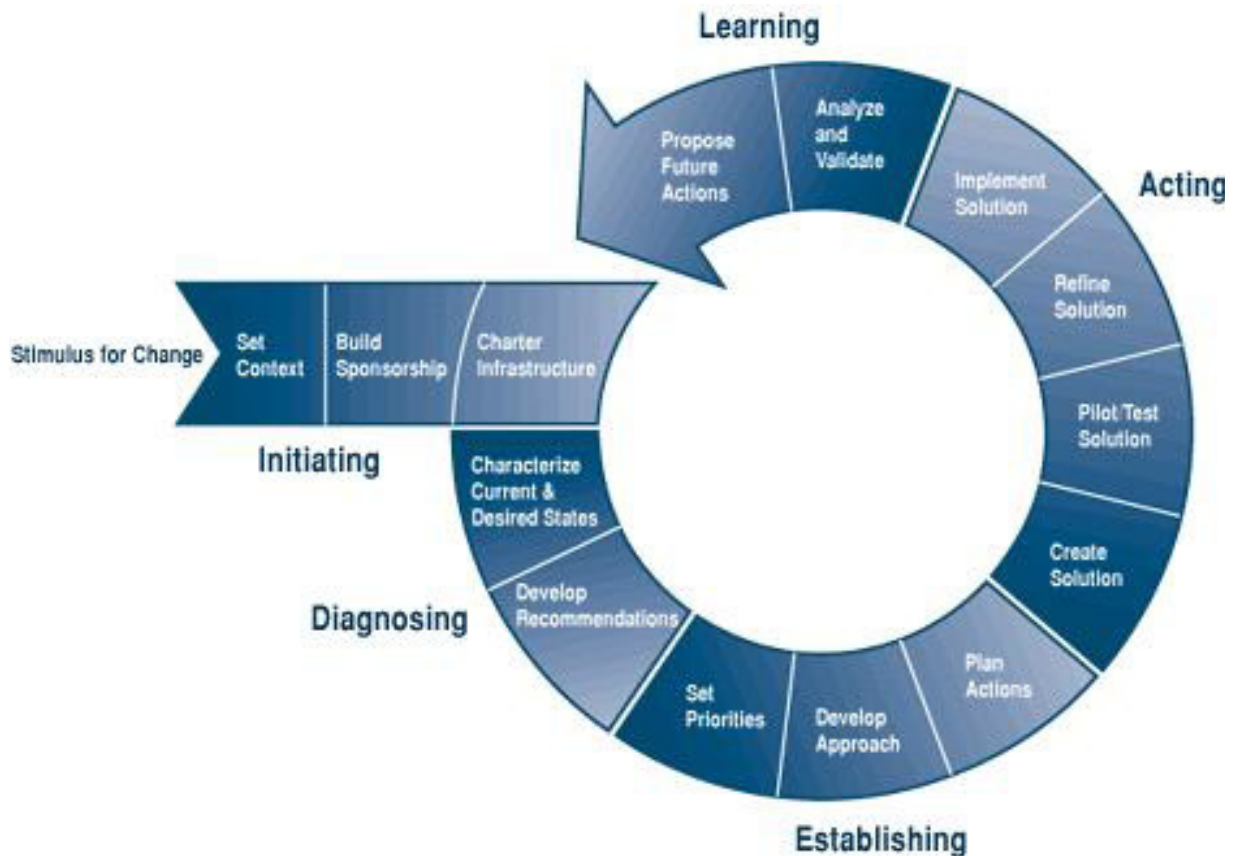 Learning
Analyze
and
Validate
Propose
Future
Actions
Implement
Solution
Acting
Refine
Solution
Stimulus for Change
Set
Context
Build
Sponsorship
Charter
Infrastructure
Pilot/Test
Solution
Initiating
Characterize
Current &
Desired States
Create
Solution
Diagnosing
Develop
Recommendations
Plan
Actions
Set
Priorities
Develop
Approach
Establishing